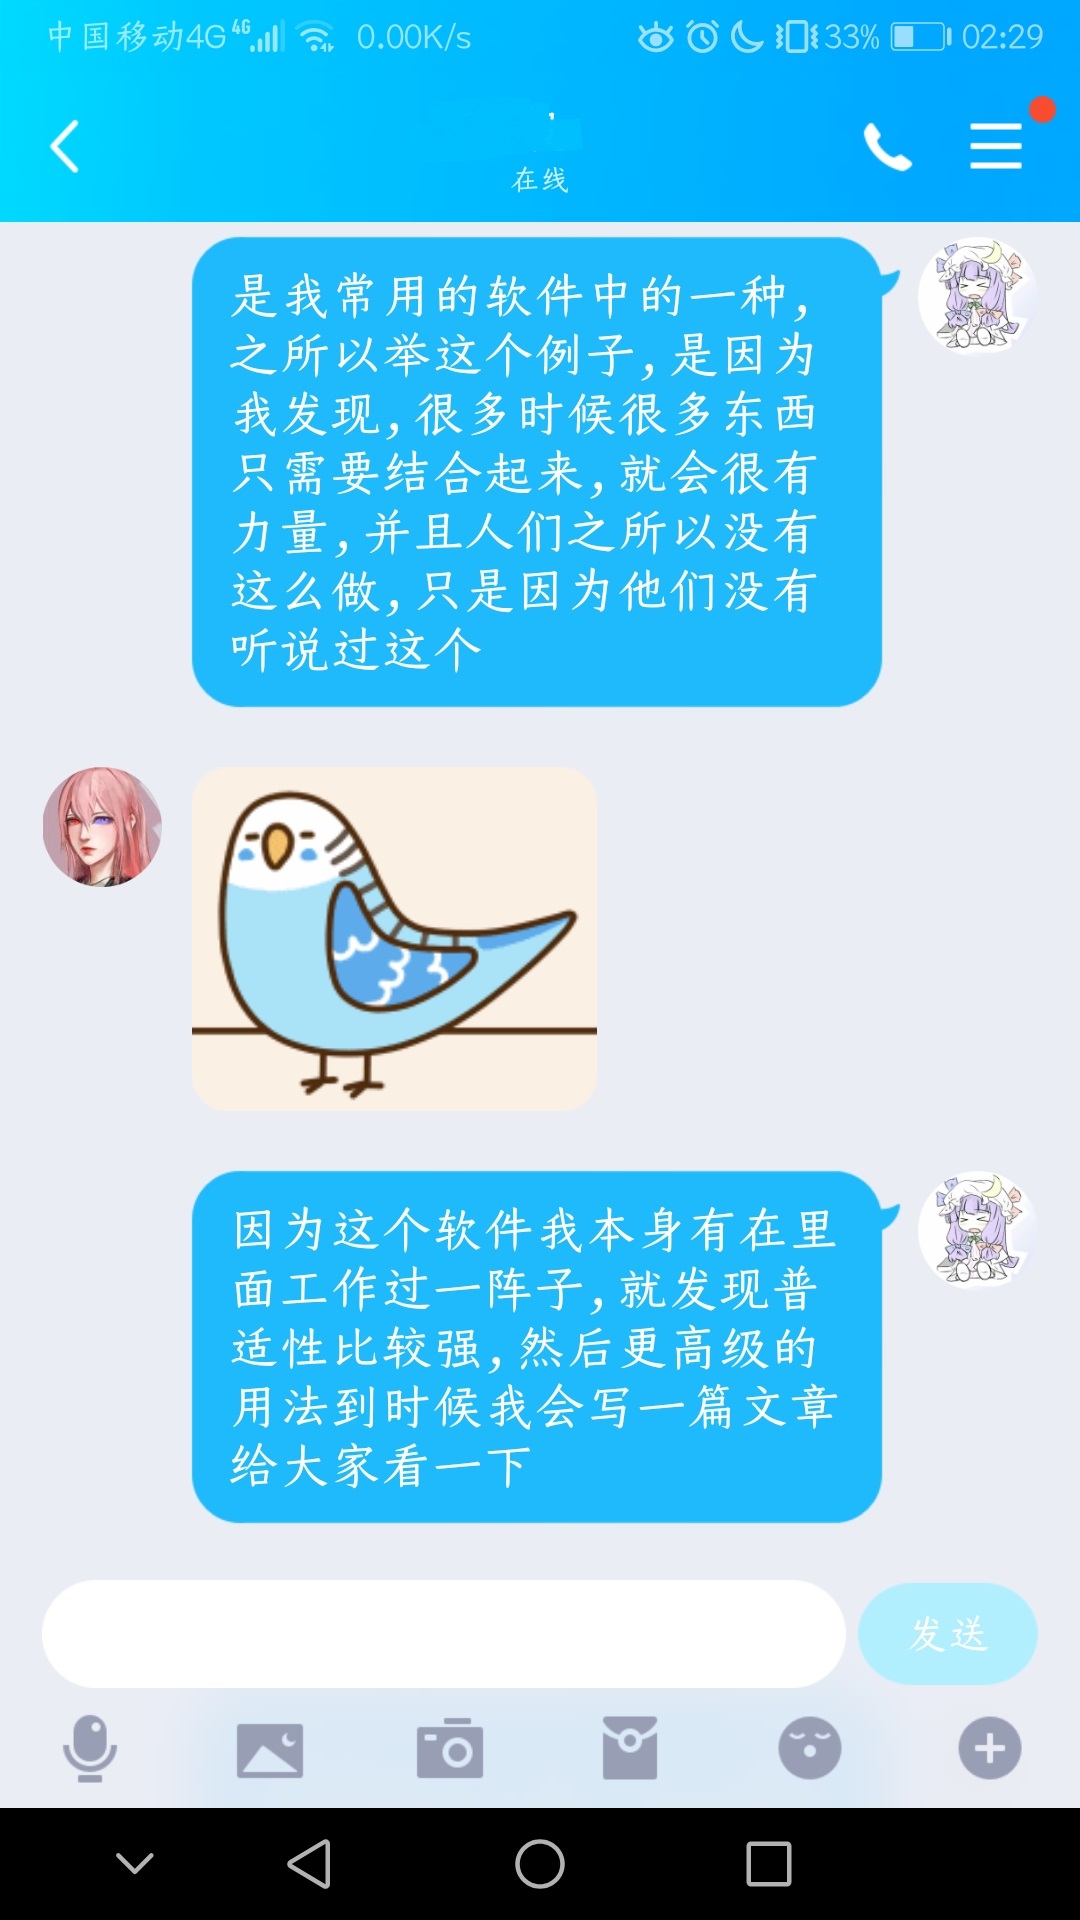 中国移动4G 4G 0.00K/s 33% 02:29
在线
是我常用的软件中的一种,
之所以举这个例子,是因为
我发现,很多时候很多东西
只需要结合起来,就会很有
力量,并且人们之所以没有
这么做,只是因为他们没有
听说过这个
因为这个软件我本身有在里
面工作过一阵子,就发现普
适性比较强,然后更高级的
用法到时候我会写一篇文章
给大家看一下
发送